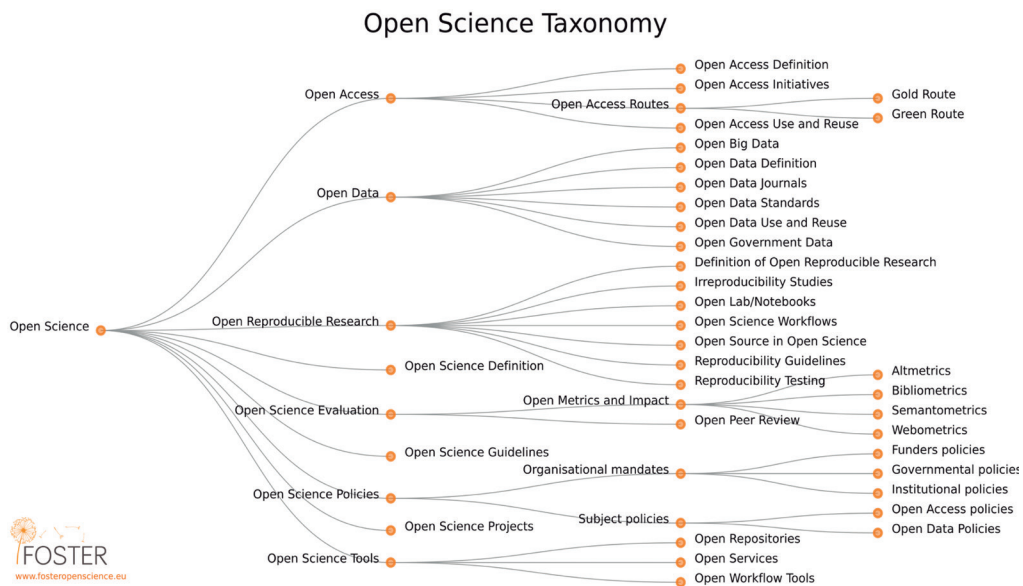 Open Science Taxonomy
Open Science
Open Access
Open Access Definition
Open Access Initiatives
Open Access Routes
Gold Route
Green Route
Open Access Use and Reuse
Open Data
Open Big Data
Open Data Definition
Open Data Journals
Open Data Standards
Open Data Use and Reuse
Open Government Data
Open Reproducible Research
Definition of Open Reproducible Research
Irreproducibility Studies
Open Lab/Notebooks
Open Science Workflows
Open Source in Open Science
Reproducibility Guidelines
Reproducibility Testing
Open Science Definition
Open Science Evaluation
Open Metrics and Impact
Altmetrics
Bibliometrics
Semantometrics
Webometrics
Open Peer Review
Open Science Guidelines
Open Science Policies
Organisational mandates
Funders policies
Governmental policies
Institutional policies
Subject policies
Open Access policies
Open Data Policies
Open Science Projects
Open Science Tools
Open Repositories
Open Services
Open Workflow Tools
FOSTER
www.fosteropenscience.eu